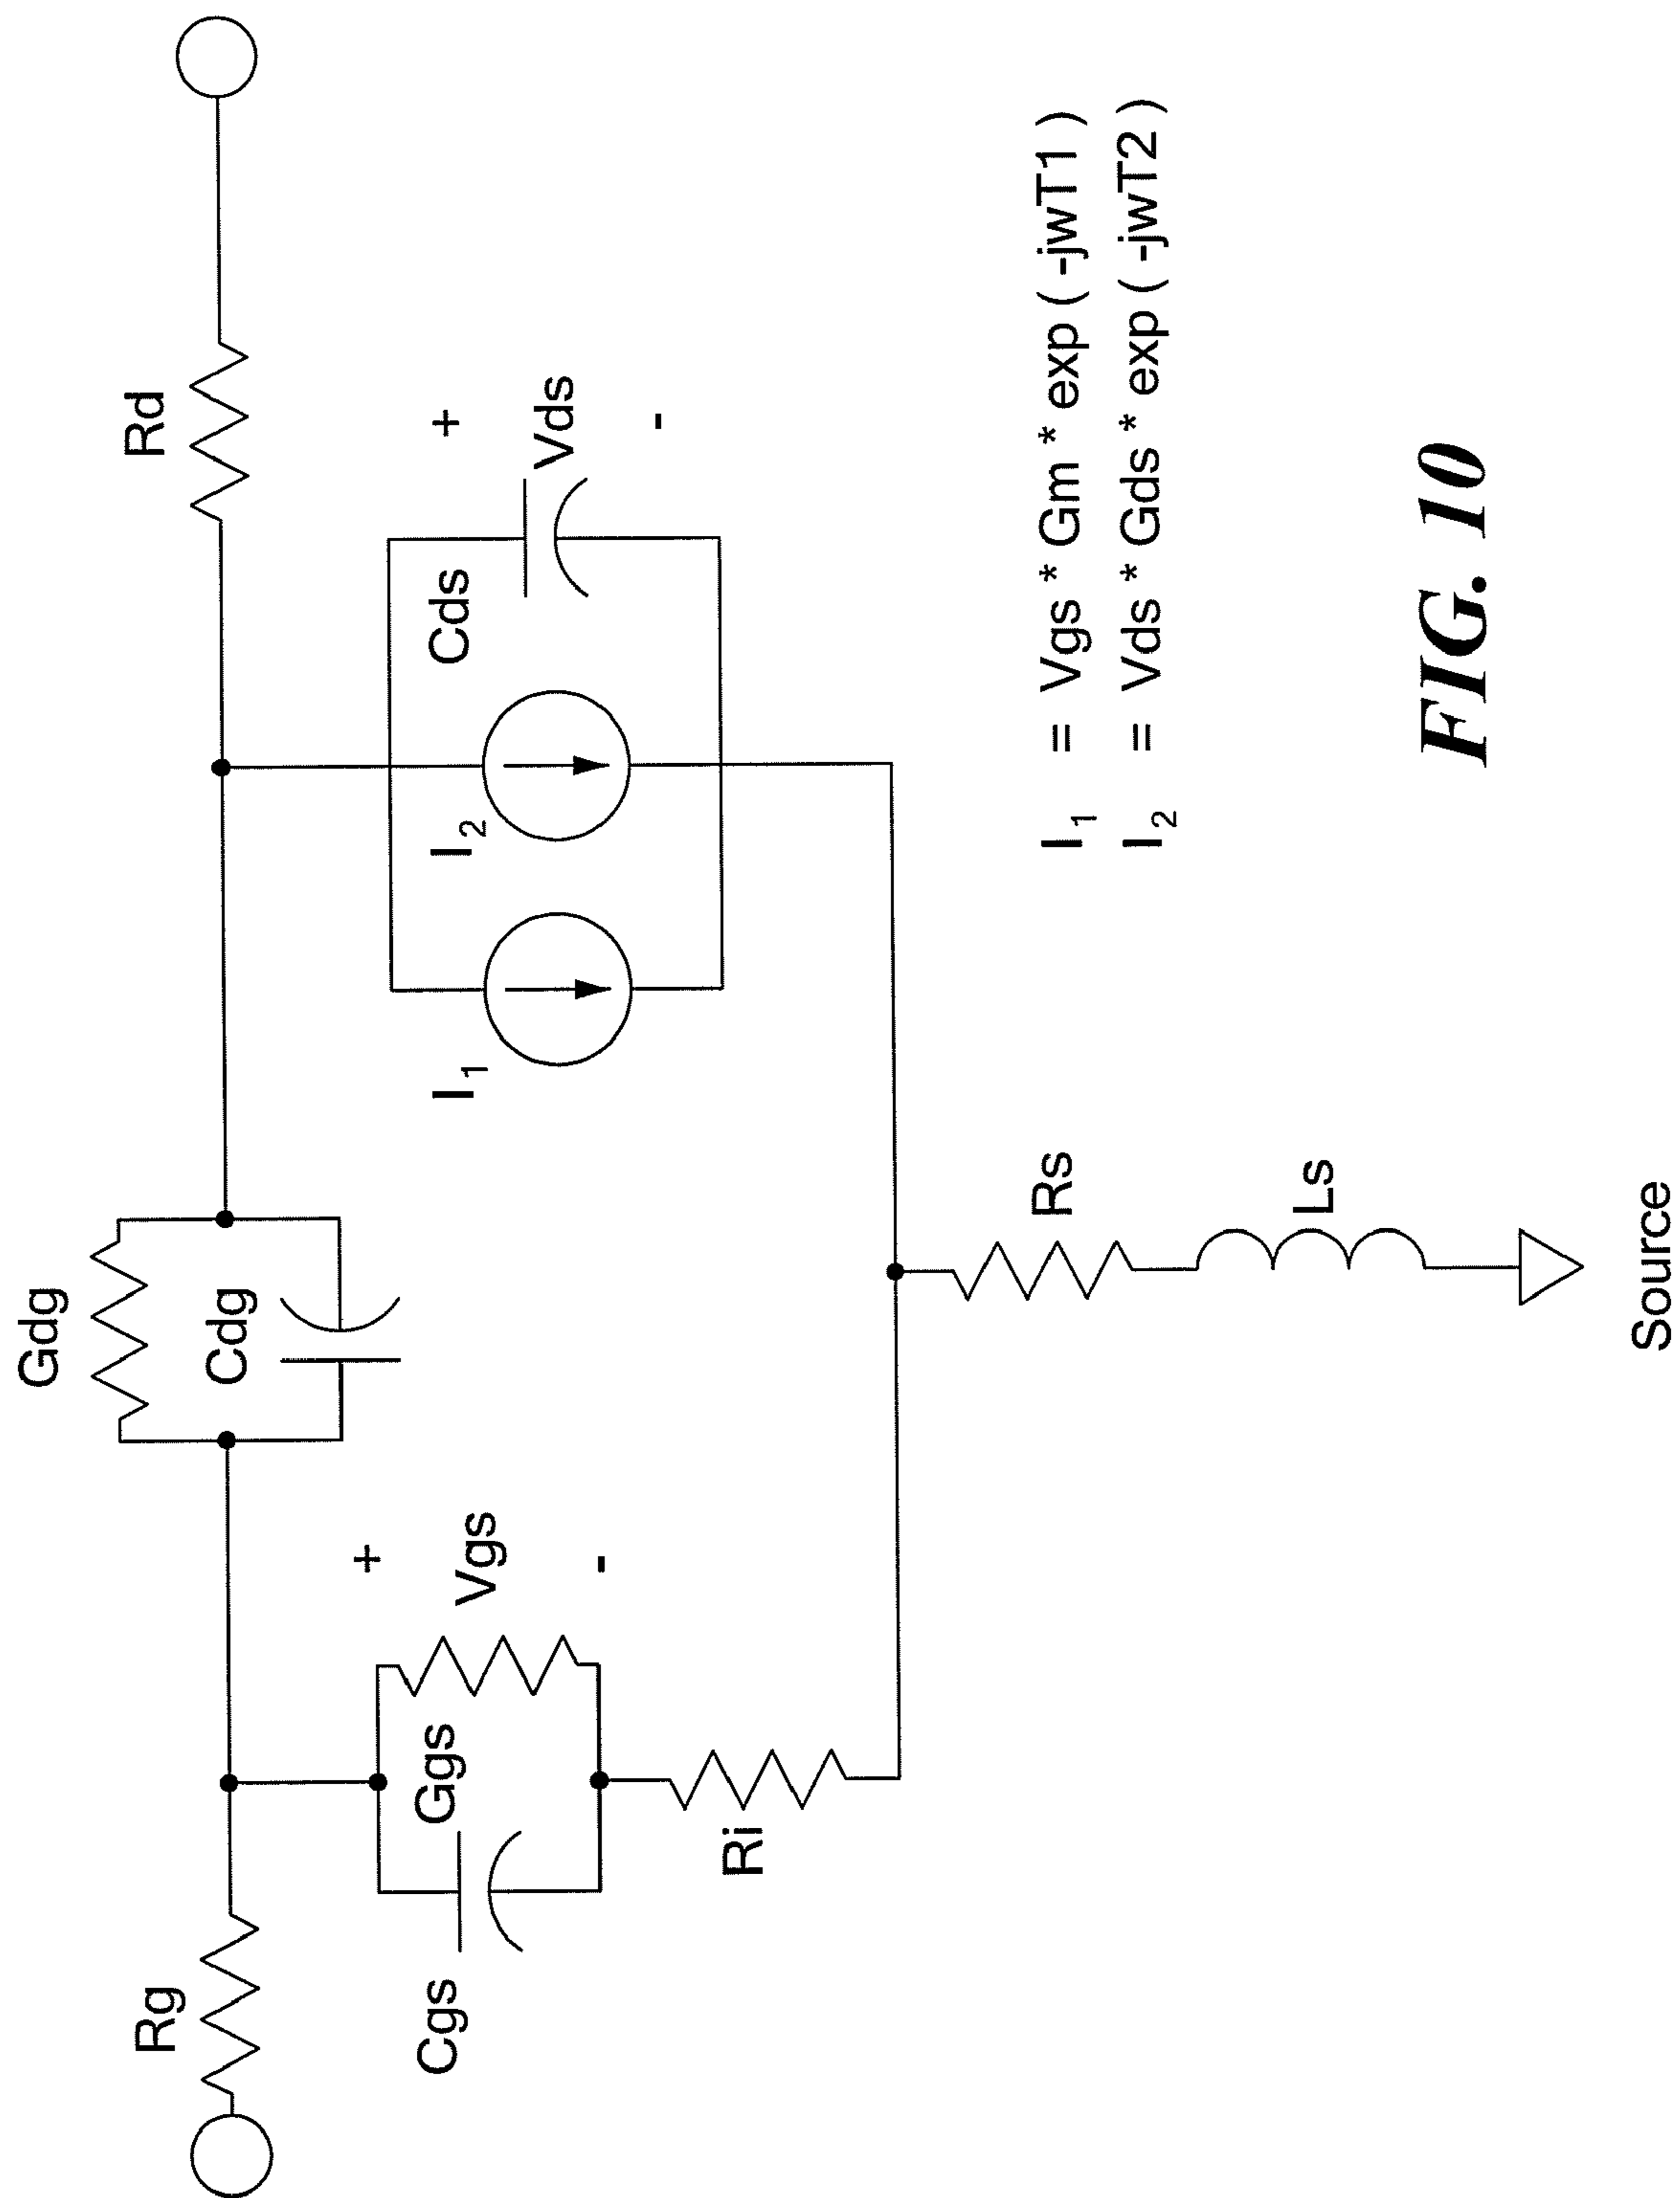 Gdg
Rg
Cdg
Rd
+
+
Cgs
Ggs
Vgs
I1
I2
Cds
Vds
-
-
Ri
Rs
I1 = Vgs * Gm * exp ( -jwT1 )
I2 = Vds * Gds * exp ( -jwT2 )
Ls
Source
FIG. 10